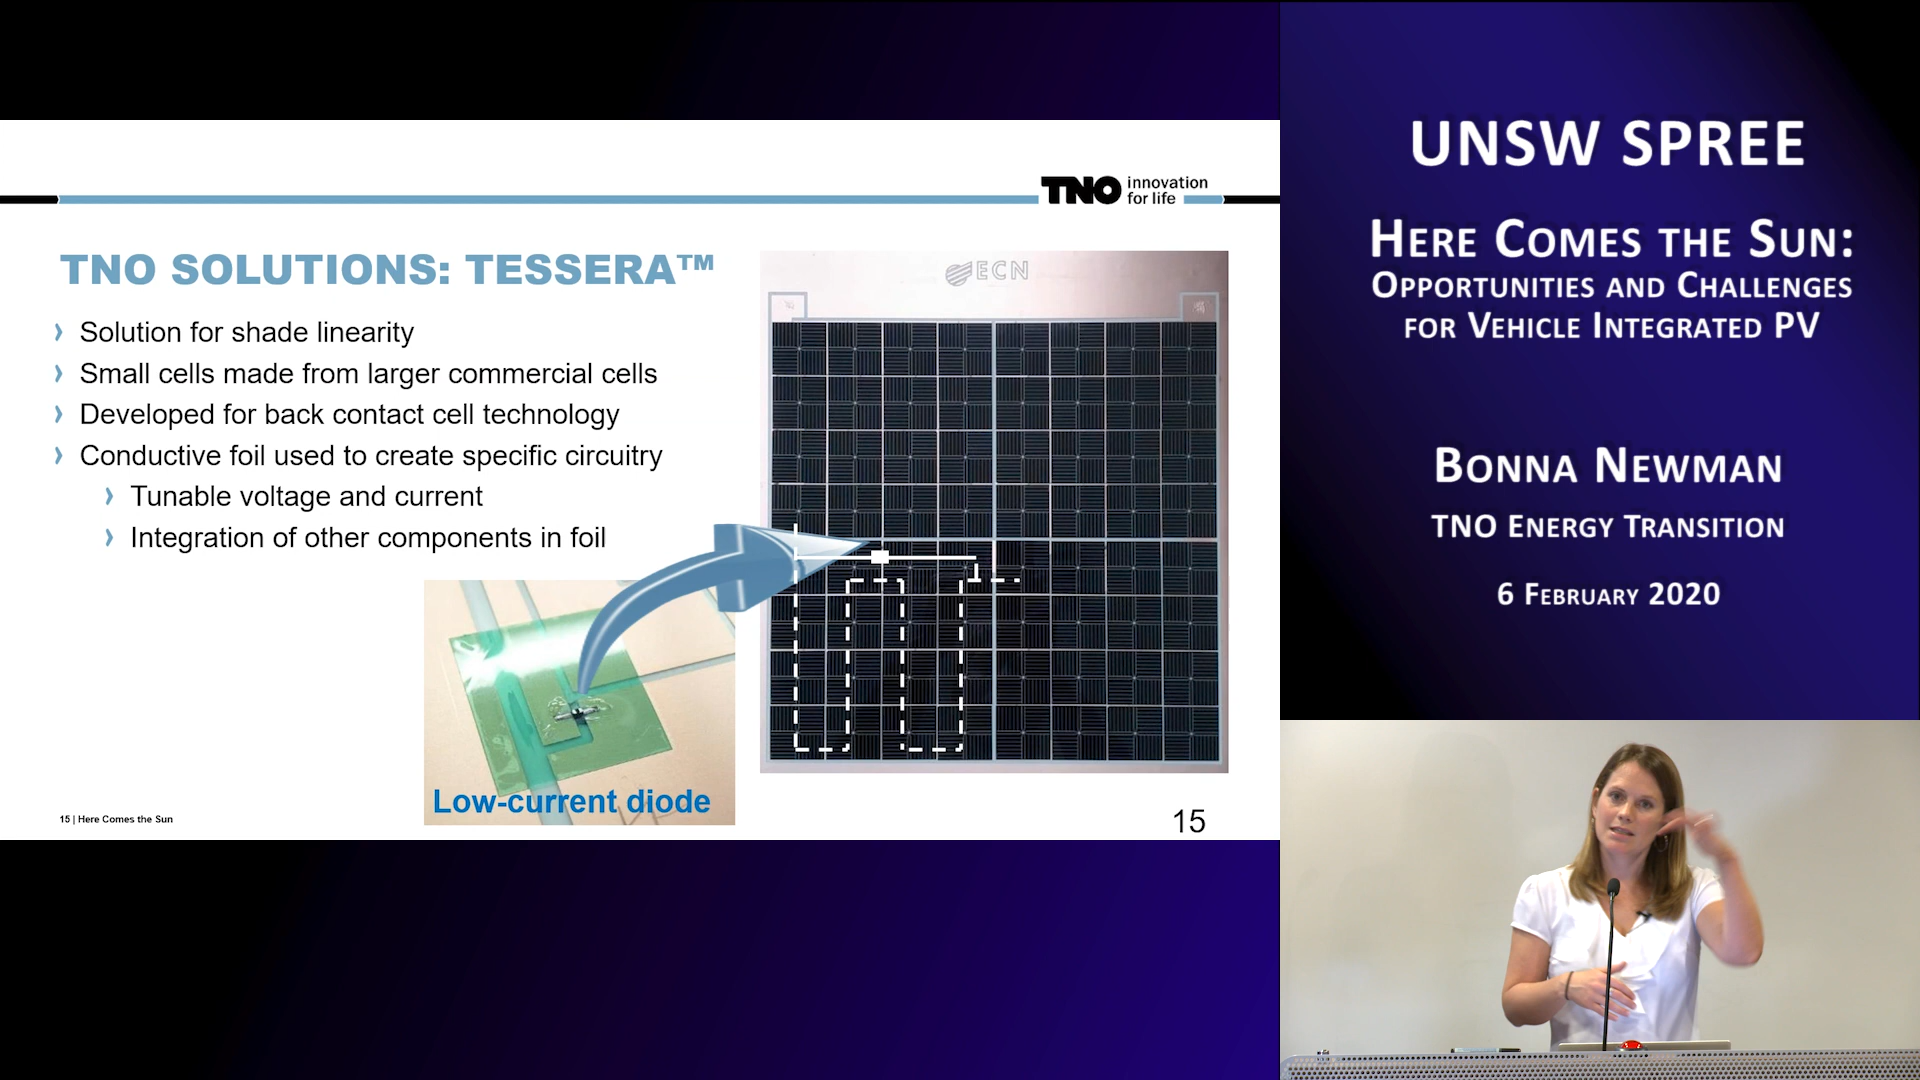 TNO innovation
for life
TNO SOLUTIONS: TESSERA™
Solution for shade linearity
Small cells made from larger commercial cells
Developed for back contact cell technology
Conductive foil used to create specific circuitry
Tunable voltage and current
Integration of other components in foil
ECN
Low-current diode
15 | Here Comes the Sun
15
UNSW SPREE
HERE COMES THE SUN:
OPPORTUNITIES AND CHALLENGES
FOR VEHICLE INTEGRATED PV
BONNA NEWMAN
TNO ENERGY TRANSITION
6 FEBRUARY 2020